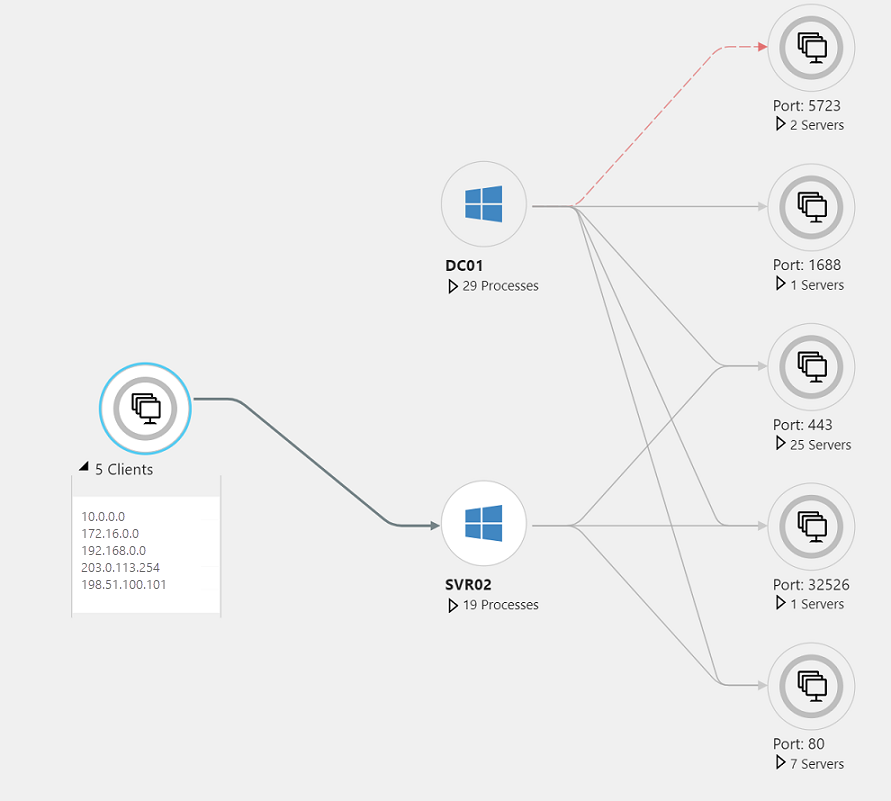 Port: 5723
2 Servers
DC01
29 Processes
Port: 1688
1 Servers
5 Clients
10.0.0.0
172.16.0.0
192.168.0.0
203.0.113.254
198.51.100.101
Port: 443
25 Servers
SVR02
19 Processes
Port: 32526
1 Servers
Port: 80
7 Servers